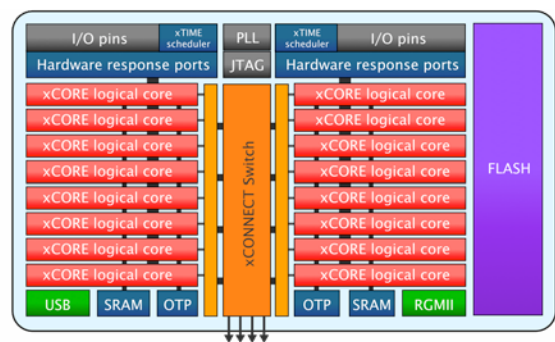 I/O pins
xTIME
scheduler
PLL
xTIME
scheduler
I/O pins
Hardware response ports
JTAG
Hardware response ports
xCORE logical core
xCORE logical core
xCORE logical core
xCORE logical core
xCORE logical core
xCORE logical core
xCORE logical core
xCORE logical core
xCONNECT Switch
xCORE logical core
xCORE logical core
xCORE logical core
xCORE logical core
xCORE logical core
xCORE logical core
xCORE logical core
xCORE logical core
FLASH
USB
SRAM
OTP
OTP
SRAM
RGMII